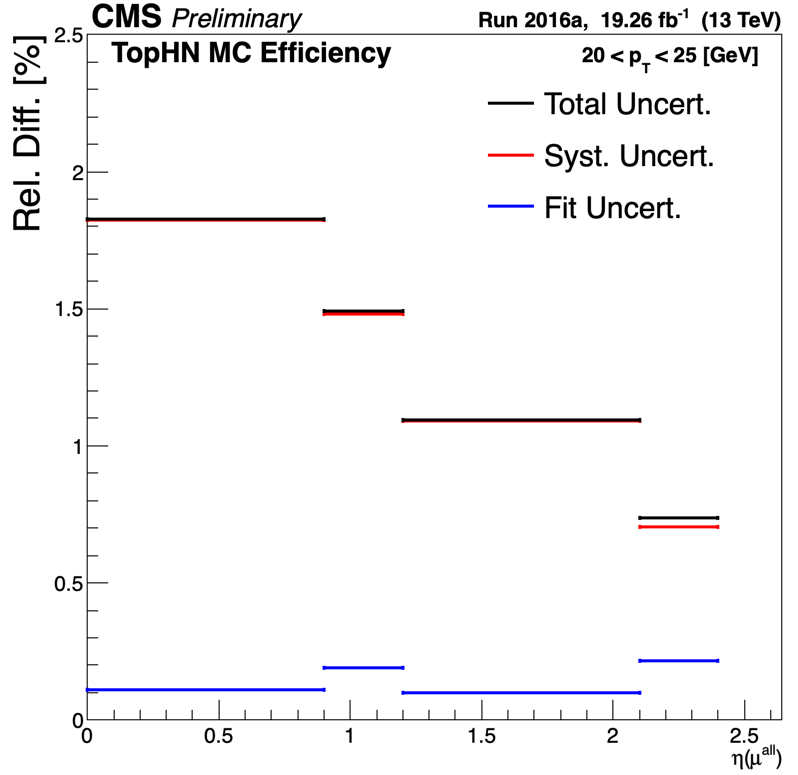 CMS Preliminary
Run 2016a, 19.26 fb⁻¹ (13 TeV)
TopHN MC Efficiency
20 < p_T < 25 [GeV]
Total Uncert.
Syst. Uncert.
Fit Uncert.
Rel. Diff. [%]
2.5
2
1.5
1
0.5
0
0
0.5
1
1.5
2
2.5
η(μ^all)